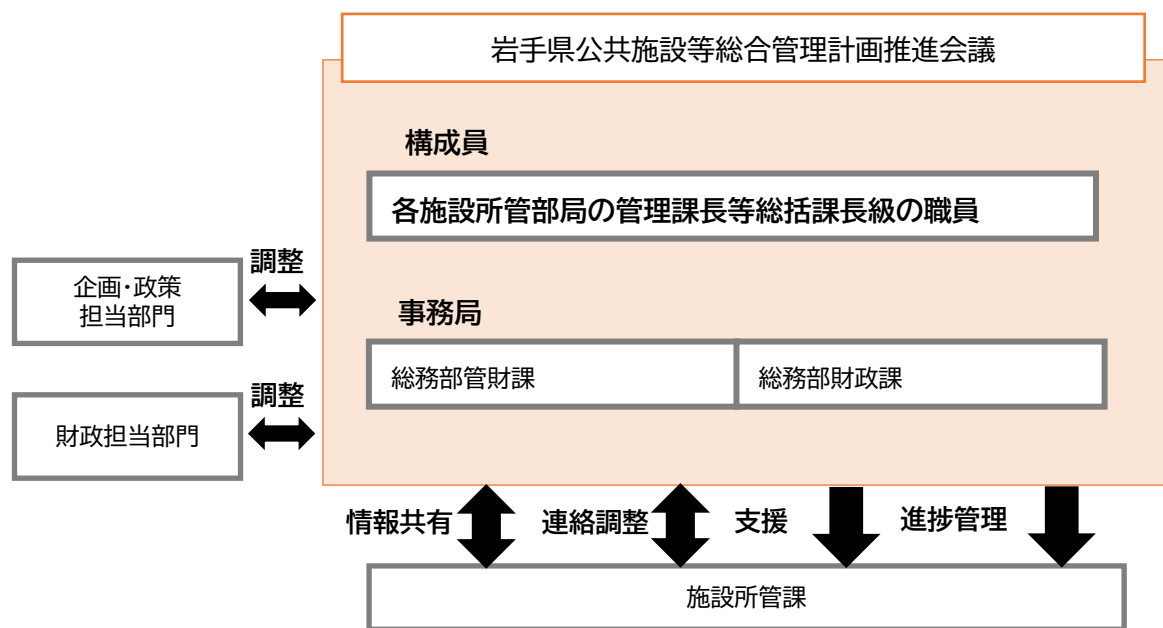 岩手県公共施設等総合管理計画推進会議
構成員
各施設所管部局の管理課長等総括課長級の職員
調整
企画・政策
担当部門
事務局
総務部管財課
総務部財政課
調整
財政担当部門
情報共有
連絡調整
支援
進捗管理
施設所管課